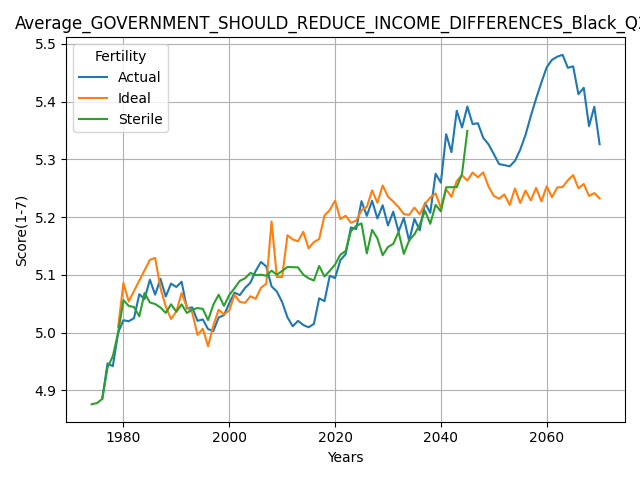 Average_GOVERNMENT_SHOULD_REDUCE_INCOME_DIFFERENCES_Black_Q
Fertility
Actual
Ideal
Sterile
5.5
5.4
5.3
5.2
5.1
5.0
4.9
Score(1-7)
1980 2000 2020 2040 2060
Years